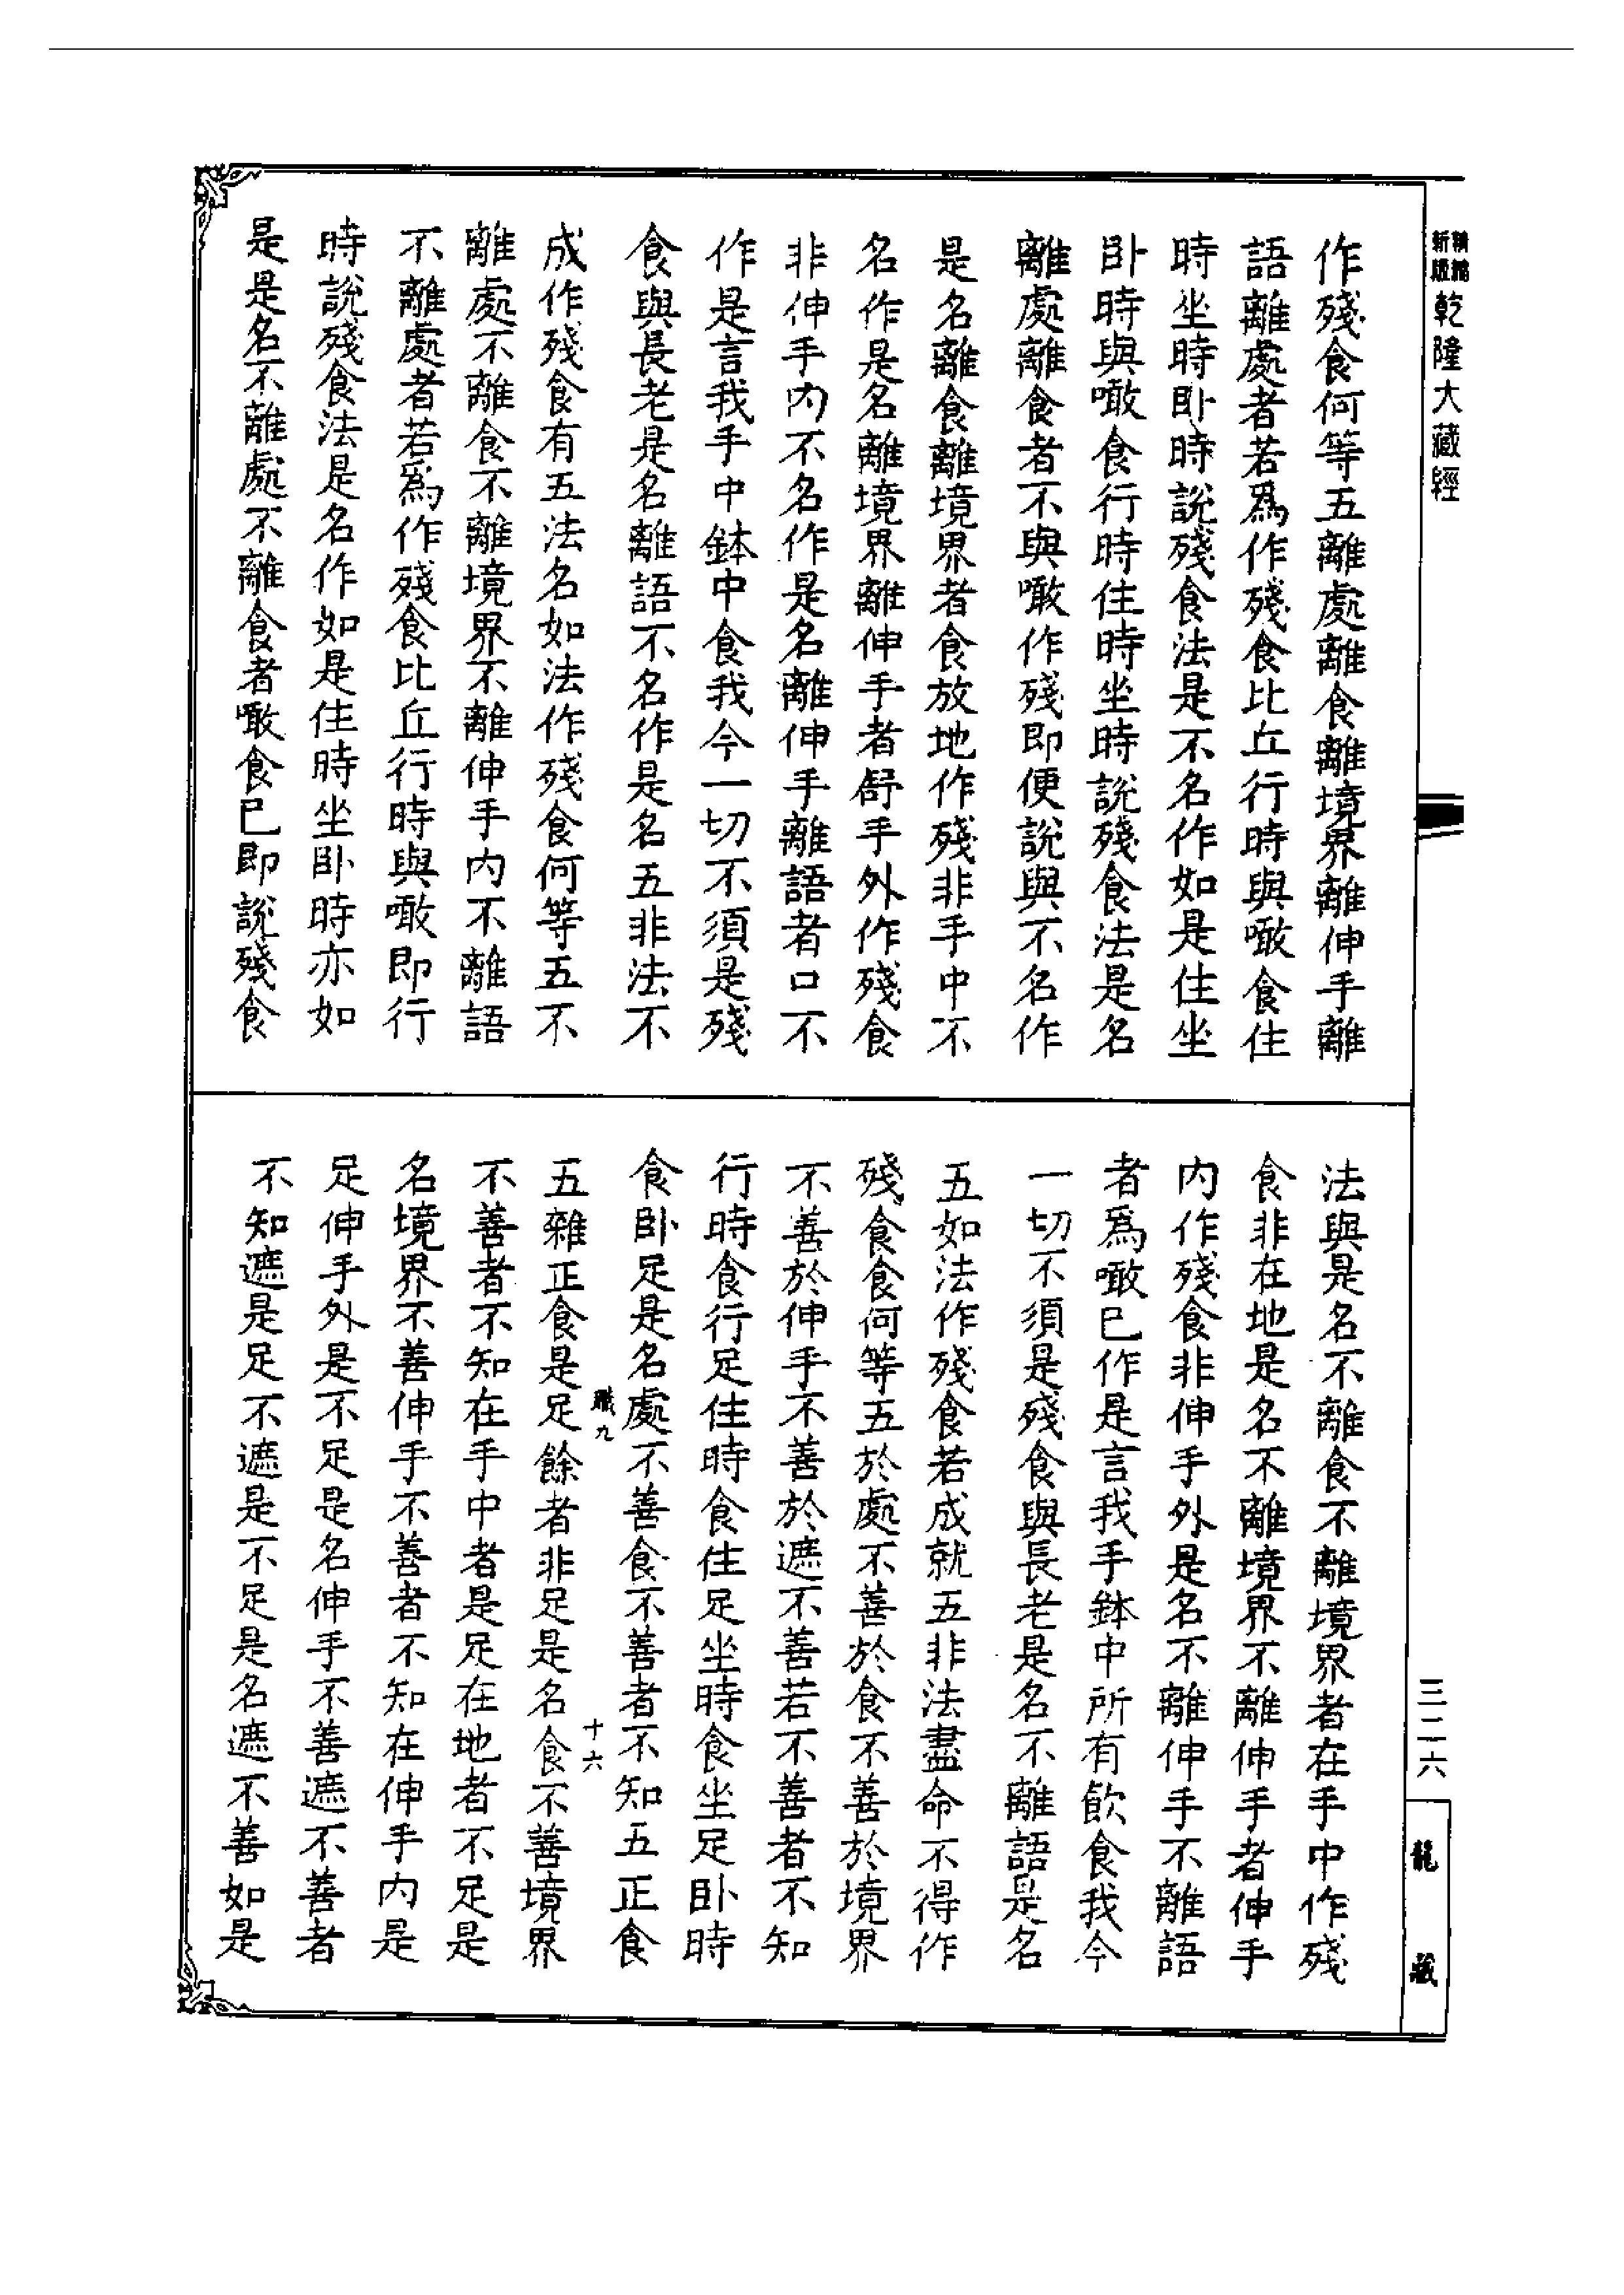 精縮新版乾隆大藏經
作殘食何等五離處離食離境界離伸手離
語離處者若爲作殘食比丘行時與噉食住
時坐時卧時說殘食法是不名作如是住坐
卧時與噉食行時住時坐時說殘食法是名
離處離食者不與噉作殘即便說與不名作
是名離食離境界者食放地作殘非手中不
名作是名離境界離伸手者舒手外作殘食
非伸手內不名作是名離伸手離語者口不
作是言我手中鉢中食我今一切不須是殘
食與長老是名離語不名作是名五非法不
成作殘食有五法名如法作殘食何等五不
離處不離食不離境界不離伸手內不離語
不離處者若爲作殘食比丘行時與噉即行
時說殘食法是名作如是住時坐卧時亦如
是是名不離處不離食者噉食已即說殘食
法與是名不離食不離境界者在手中作殘
食非在地是名不離境界不離伸手者伸手
內作殘食非伸手外是名不離伸手不離語
者爲噉已作是言我手鉢中所有飲食我今
一切不須是殘食與長老是名不離語是名
五如法作殘食若成就五非法盡命不得作
殘食食何等五於處不善於食不善於境界
不善於伸手不善於遮不善若不善者不知
行時食行足住時食住足坐時食坐足卧時
食卧足是名處不善食不善者不知五正食
職九
十六
五雜正食是足餘者非足是名食不善境界
不善者不知在手中者是足在地者不足是
名境界不善伸手不善者不知在伸手內是
足伸手外是不足是名伸手不善遮不善者
不知遮是足不遮是不足是名遮不善如是
三二六
龍藏